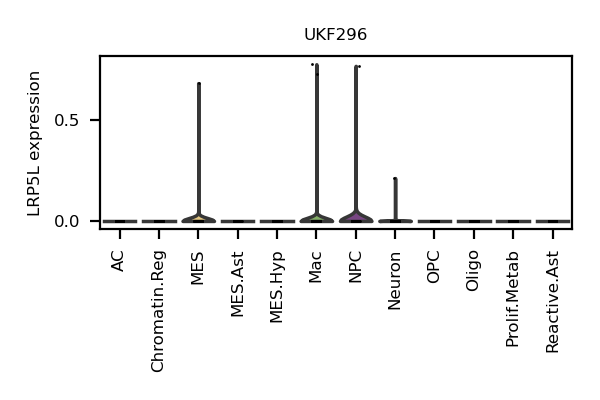 UKF296
LRP5L expression
0.5
0.0
AC
Chromatin.Reg
MES
MES.Ast
MES.Hyp
Mac
NPC
Neuron
OPC
Oligo
Prolif.Metab
Reactive.Ast